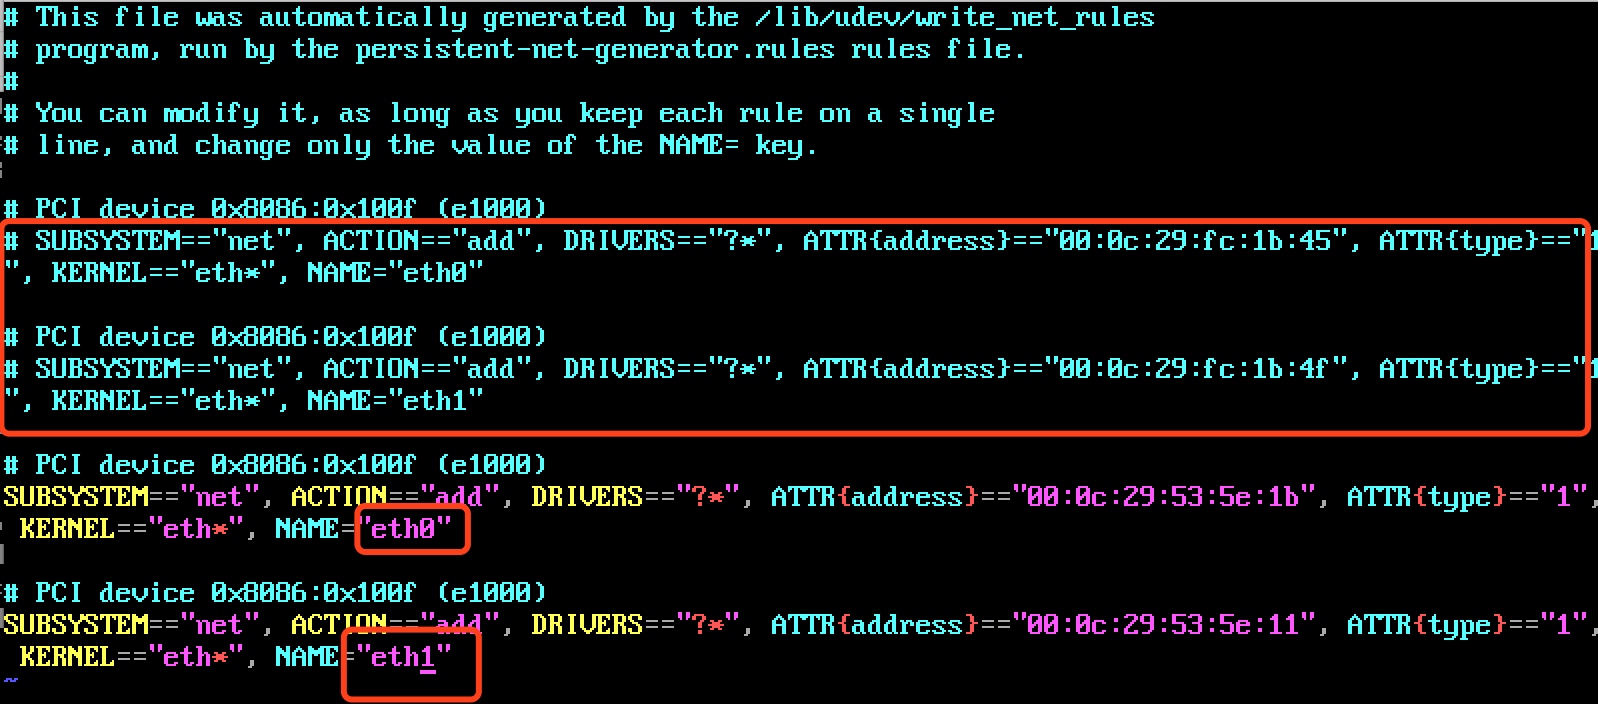 # This file was automatically generated by the /lib/udev/write_net_rules
# program, run by the persistent-net-generator.rules rules file.
#
# You can modify it, as long as you keep each rule on a single
# line, and change only the value of the NAME= key.
# PCI device 0x8086:0x100f (e1000)
# SUBSYSTEM=="net", ACTION=="add", DRIVERS=="?*", ATTR{address}=="00:0c:29:fc:1b:45", ATTR{type}=="1
", KERNEL=="eth*", NAME="eth0"
# PCI device 0x8086:0x100f (e1000)
# SUBSYSTEM=="net", ACTION=="add", DRIVERS=="?*", ATTR{address}=="00:0c:29:fc:1b:4f", ATTR{type}=="1
", KERNEL=="eth*", NAME="eth1"
# PCI device 0x8086:0x100f (e1000)
SUBSYSTEM=="net", ACTION=="add", DRIVERS=="?*", ATTR{address}=="00:0c:29:53:5e:1b", ATTR{type}=="1",
KERNEL=="eth*", NAME="eth0"
# PCI device 0x8086:0x100f (e1000)
SUBSYSTEM=="net", ACTION=="add", DRIVERS=="?*", ATTR{address}=="00:0c:29:53:5e:11", ATTR{type}=="1",
KERNEL=="eth*", NAME="eth1"
~